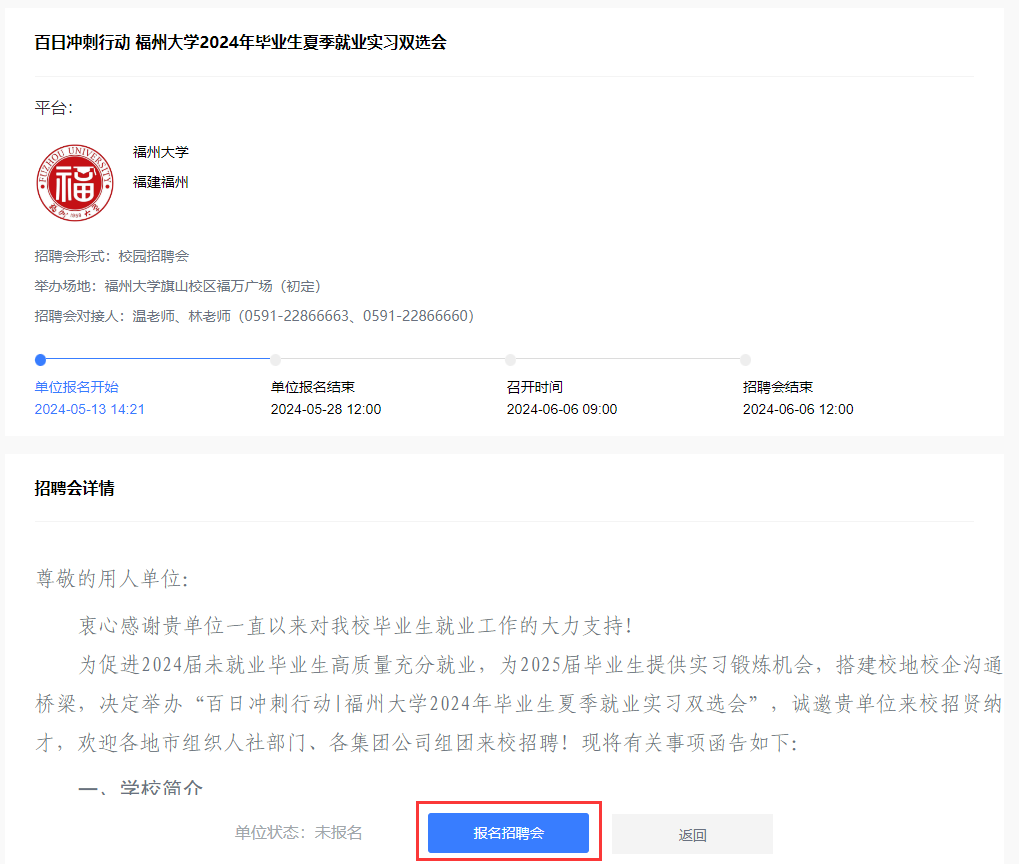 百日冲刺行动 福州大学2024年毕业生夏季就业实习双选会
平台：
FUZHOU UNIVERSITY
福
1958
福州大学
福建福州
招聘会形式：校园招聘会
举办场地：福州大学旗山校区福万广场（初定）
招聘会对接人：温老师、林老师（0591-22866663、0591-22866660）
单位报名开始 单位报名结束 召开时间 招聘会结束
2024-05-13 14:21 2024-05-28 12:00 2024-06-06 09:00 2024-06-06 12:00
招聘会详情
尊敬的用人单位：
衷心感谢贵单位一直以来对我校毕业生就业工作的大力支持！
为促进2024届未就业毕业生高质量充分就业，为2025届毕业生提供实习锻炼机会，搭建校地校企沟通
桥梁，决定举办“百日冲刺行动|福州大学2024年毕业生夏季就业实习双选会”，诚邀贵单位来校招贤纳
才，欢迎各地市组织人社部门、各集团公司组团来校招聘！现将有关事项函告如下：
一、学校简介
单位状态：未报名 报名招聘会 返回